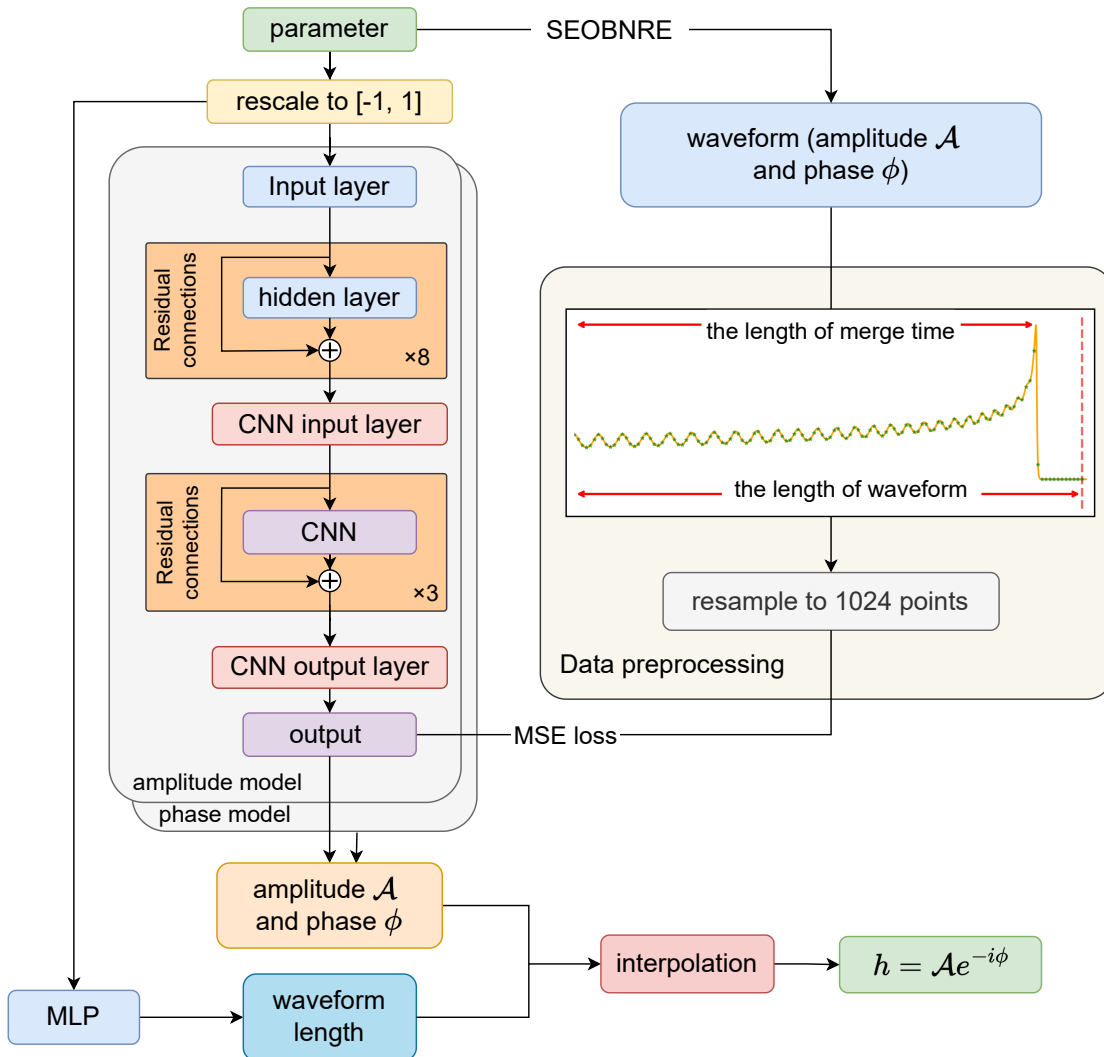 parameter
SEOBNRE
rescale to [-1, 1]
waveform (amplitude 𝒜
and phase ϕ)
Input layer
Residual
connections
hidden layer
×8
the length of merge time
CNN input layer
the length of waveform
Residual
connections
CNN
×3
resample to 1024 points
CNN output layer
Data preprocessing
output
MSE loss
amplitude model
phase model
amplitude 𝒜
and phase ϕ
interpolation
h = 𝒜e^{-iϕ}
MLP
waveform
length